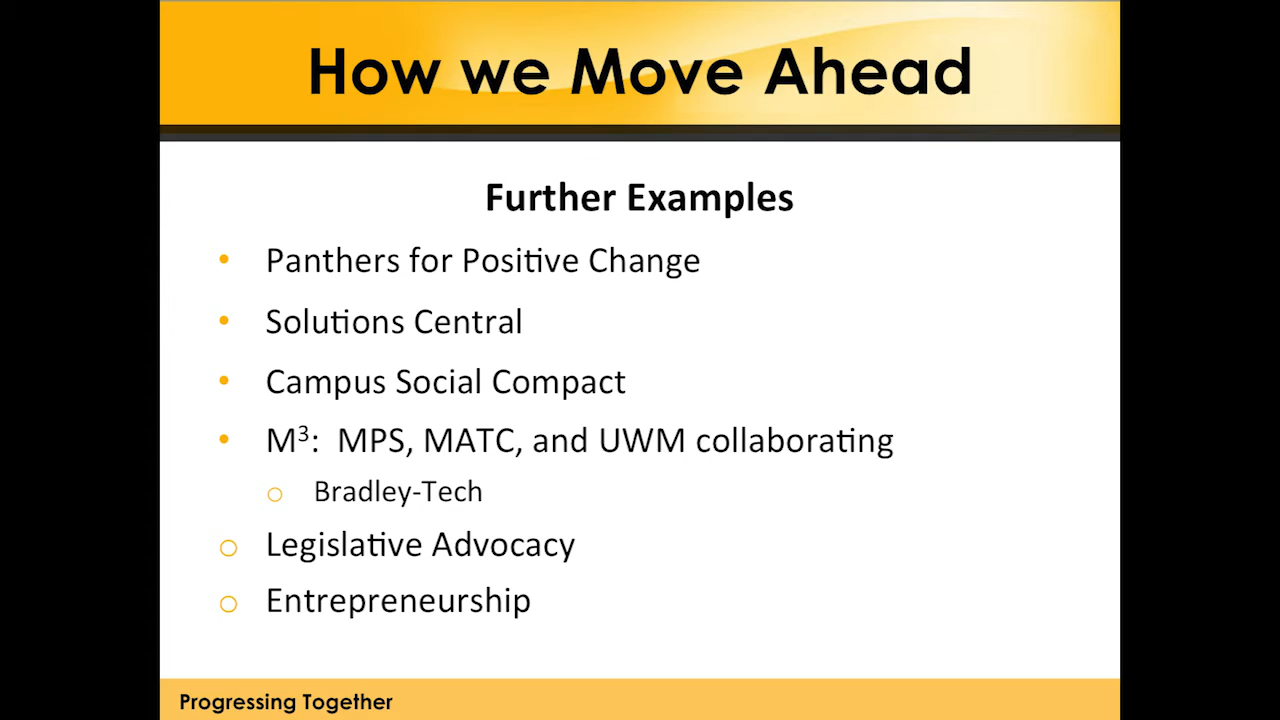 How we Move Ahead
Further Examples
• Panthers for Positive Change
• Solutions Central
• Campus Social Compact
• M³: MPS, MATC, and UWM collaborating
o Bradley-Tech
o Legislative Advocacy
o Entrepreneurship
Progressing Together